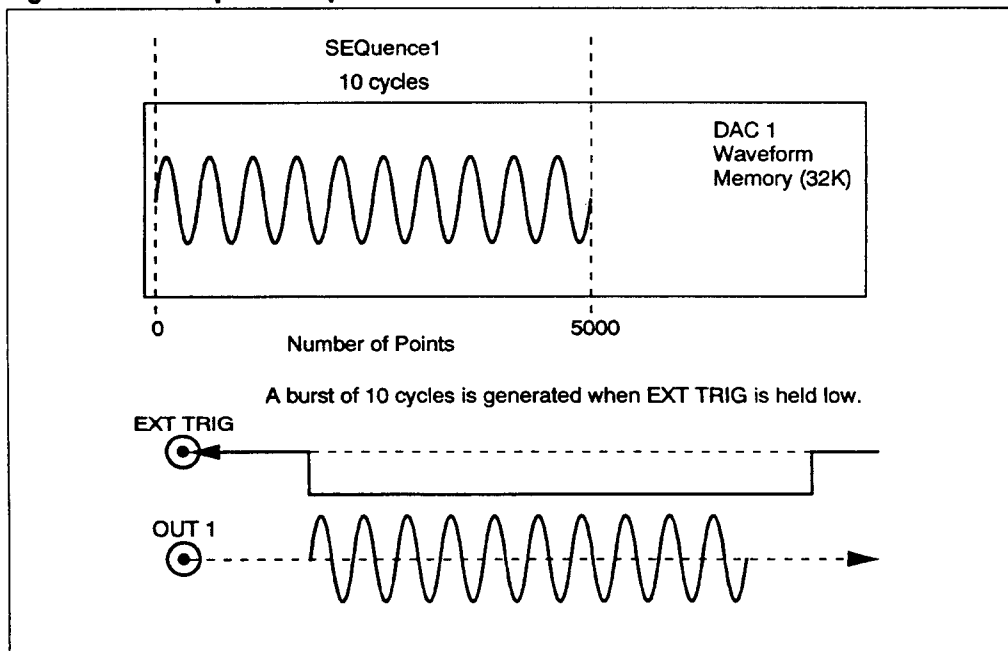 SEQuence1
10 cycles
DAC 1
Waveform
Memory (32K)
0
5000
Number of Points
A burst of 10 cycles is generated when EXT TRIG is held low.
EXT TRIG
OUT 1